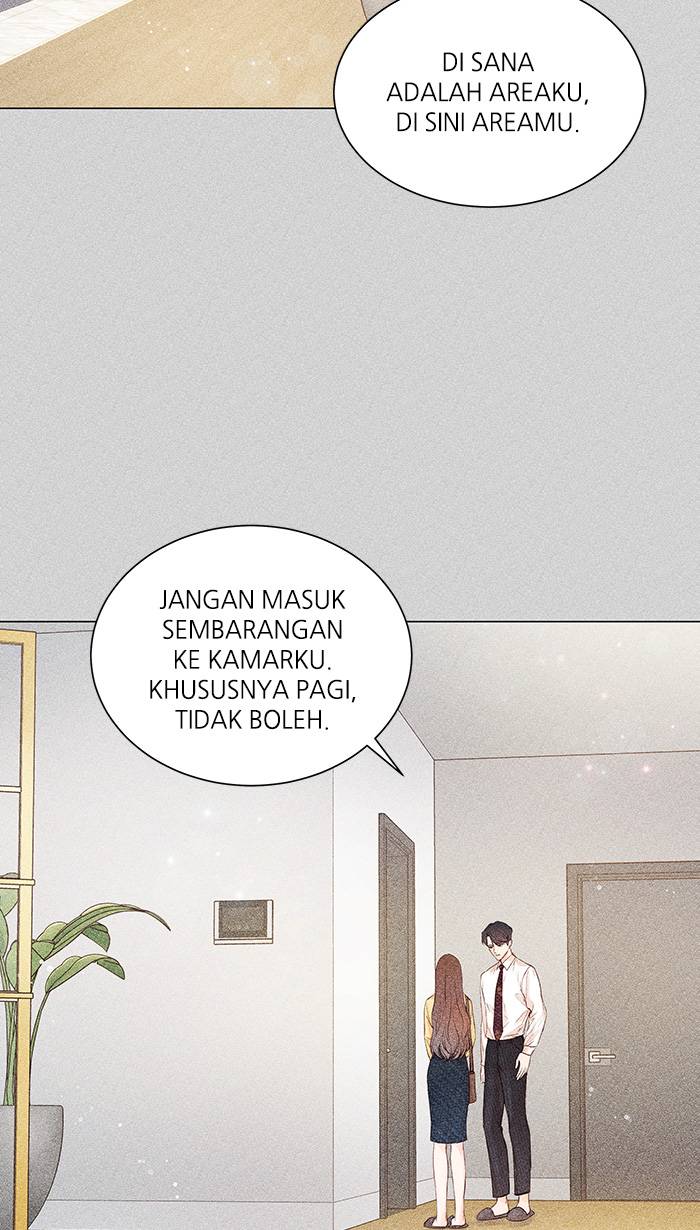 DI SANA
ADALAH AREAKU,
DI SINI AREAMU.
JANGAN MASUK
SEMBARANGAN
KE KAMARKU.
KHUSUSNYA PAGI,
TIDAK BOLEH.